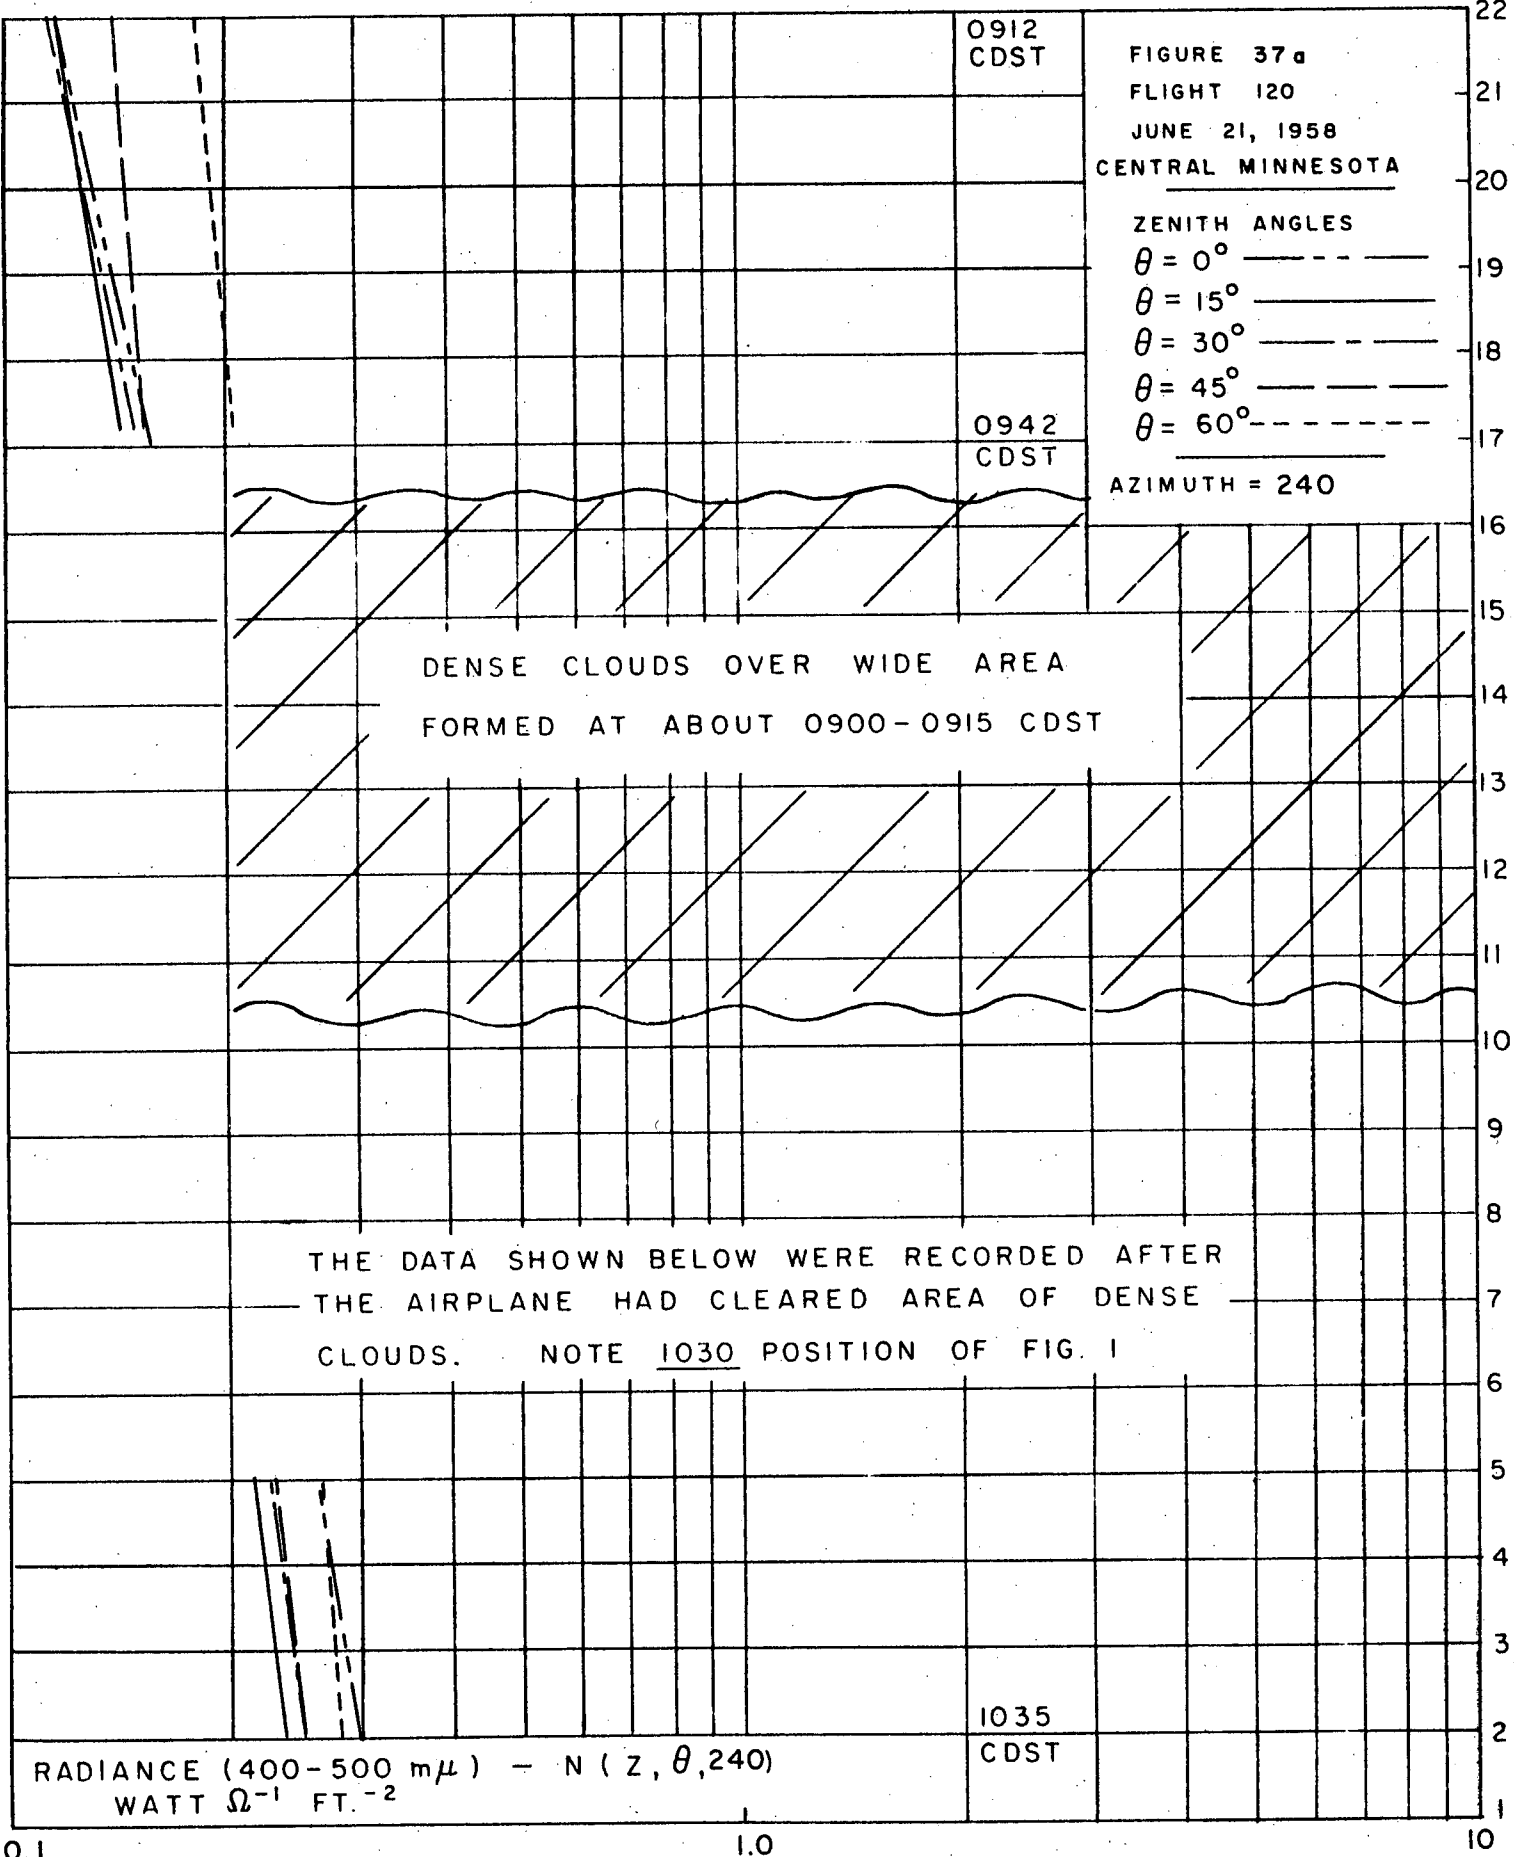 0912
CDST
FIGURE 37a
FLIGHT 120
JUNE 21, 1958
CENTRAL MINNESOTA
ZENITH ANGLES
θ = 0°
θ = 15°
θ = 30°
θ = 45°
θ = 60°
AZIMUTH = 240
0942
CDST
DENSE CLOUDS OVER WIDE AREA
FORMED AT ABOUT 0900-0915 CDST
THE DATA SHOWN BELOW WERE RECORDED AFTER
THE AIRPLANE HAD CLEARED AREA OF DENSE
CLOUDS. NOTE 1030 POSITION OF FIG. 1
1035
CDST
RADIANCE (400-500 mμ) - N (Z, θ, 240)
WATT Ω⁻¹ FT.⁻²
22
21
20
19
18
17
16
15
14
13
12
11
10
9
8
7
6
5
4
3
2
1
0.1
1.0
10